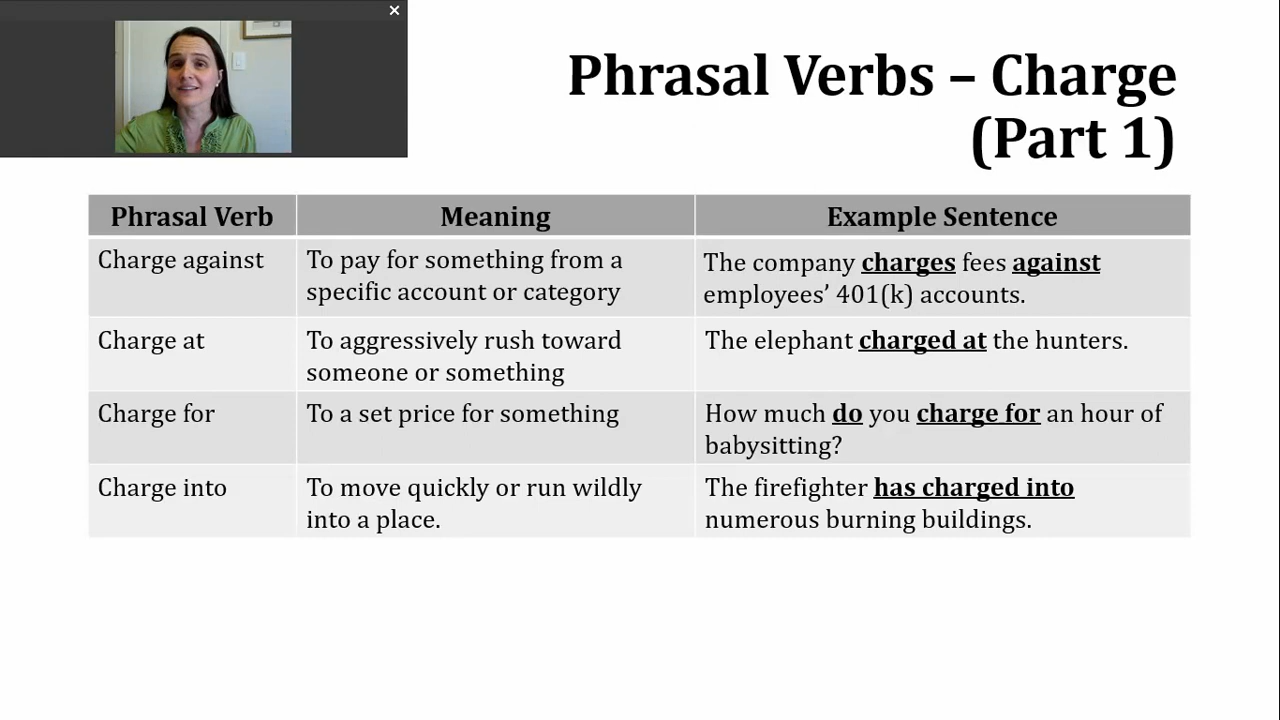 Phrasal Verbs – Charge
(Part 1)
Phrasal Verb
Meaning
Example Sentence
Charge against
To pay for something from a
specific account or category
The company charges fees against
employees’ 401(k) accounts.
Charge at
To aggressively rush toward
someone or something
The elephant charged at the hunters.
Charge for
To a set price for something
How much do you charge for an hour of
babysitting?
Charge into
To move quickly or run wildly
into a place.
The firefighter has charged into
numerous burning buildings.